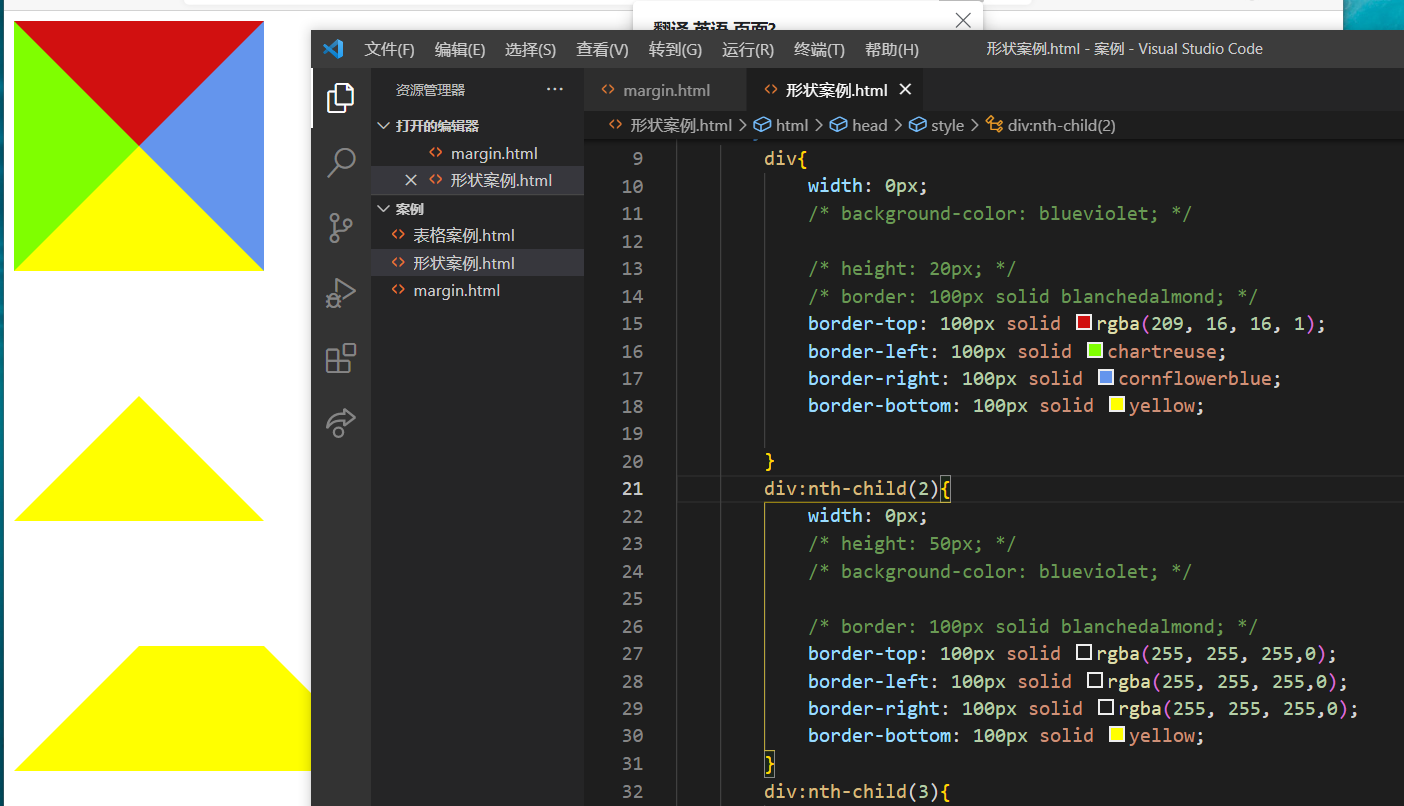 翻译 英语 页面?
文件(F) 编辑(E) 选择(S) 查看(V) 转到(G) 运行(R) 终端(T) 帮助(H) 形状案例.html - 案例 - Visual Studio Code
资源管理器 ···
打开的编辑器
margin.html
形状案例.html
案例
表格案例.html
形状案例.html
margin.html
margin.html 形状案例.html
形状案例.html > html > head > style > div:nth-child(2)
9 div{
10 width: 0px;
11 /* background-color: blueviolet; */
12
13 /* height: 20px; */
14 /* border: 100px solid blanchedalmond; */
15 border-top: 100px solid rgba(209, 16, 16, 1);
16 border-left: 100px solid chartreuse;
17 border-right: 100px solid cornflowerblue;
18 border-bottom: 100px solid yellow;
19
20 }
21 div:nth-child(2){
22 width: 0px;
23 /* height: 50px; */
24 /* background-color: blueviolet; */
25
26 /* border: 100px solid blanchedalmond; */
27 border-top: 100px solid rgba(255, 255, 255,0);
28 border-left: 100px solid rgba(255, 255, 255,0);
29 border-right: 100px solid rgba(255, 255, 255,0);
30 border-bottom: 100px solid yellow;
31 }
32 div:nth-child(3){